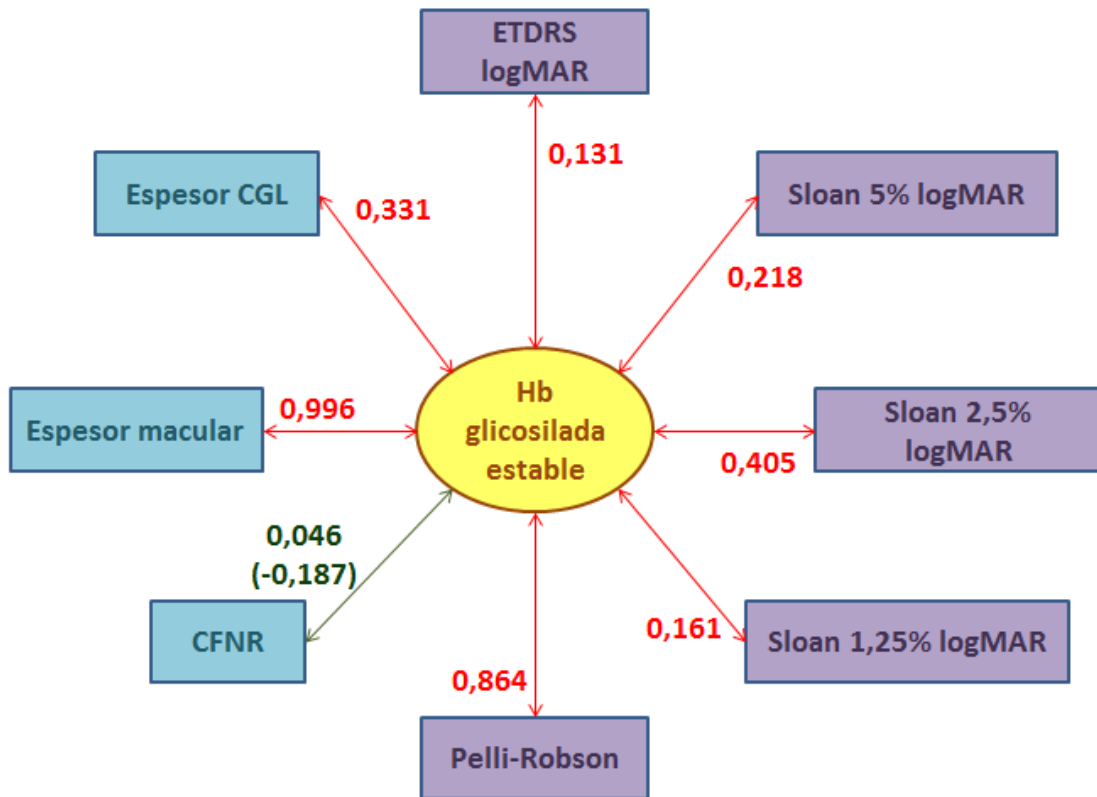 ETDRS
logMAR
0,131
Espesor CGL
Sloan 5% logMAR
0,331
0,218
Hb
glicosilada
estable
Espesor macular
0,996
Sloan 2,5%
logMAR
0,405
0,046
(-0,187)
CFNR
0,161
Sloan 1,25% logMAR
0,864
Pelli-Robson